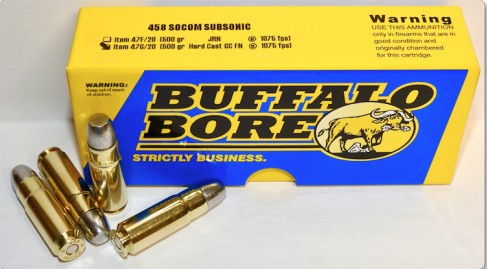 458 SOCOM SUBSONIC
Item 47F/20 (500 gr JRN @ 1075 fps)
Item 47G/20 (500 gr Hard Cast GC FN @ 1075 fps)
Warning
USE THIS AMMUNITION
only in firearms that are in
good condition and
originally chambered
for this cartridge.
WARNING:
Keep out of reach
of children.
BUFFALO
BORE
STRICTLY BUSINESS.